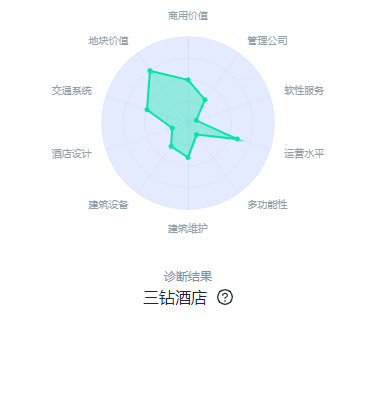 商用价值
地块价值
管理公司
交通系统
软性服务
酒店设计
运营水平
建筑设备
多功能性
建筑维护
诊断结果
三钻酒店 ?